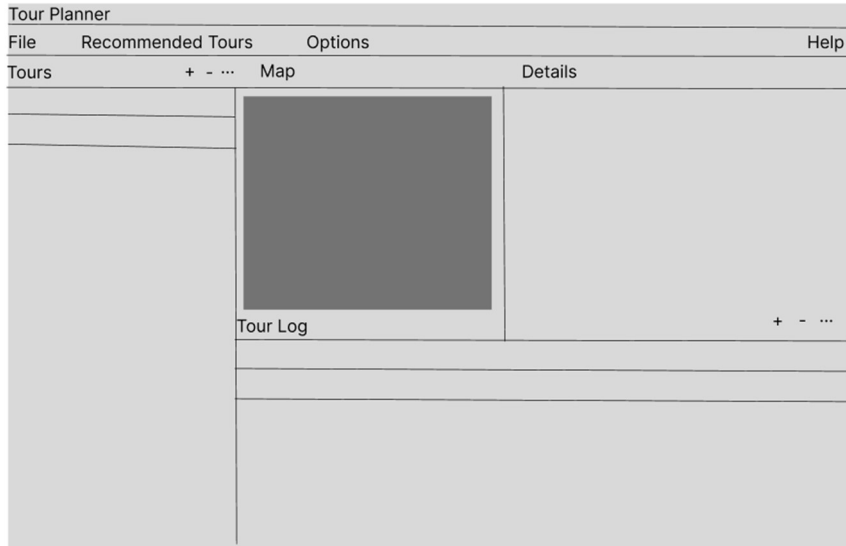 Tour Planner
File Recommended Tours Options Help
Tours + - ... Map Details
Tour Log + - ...